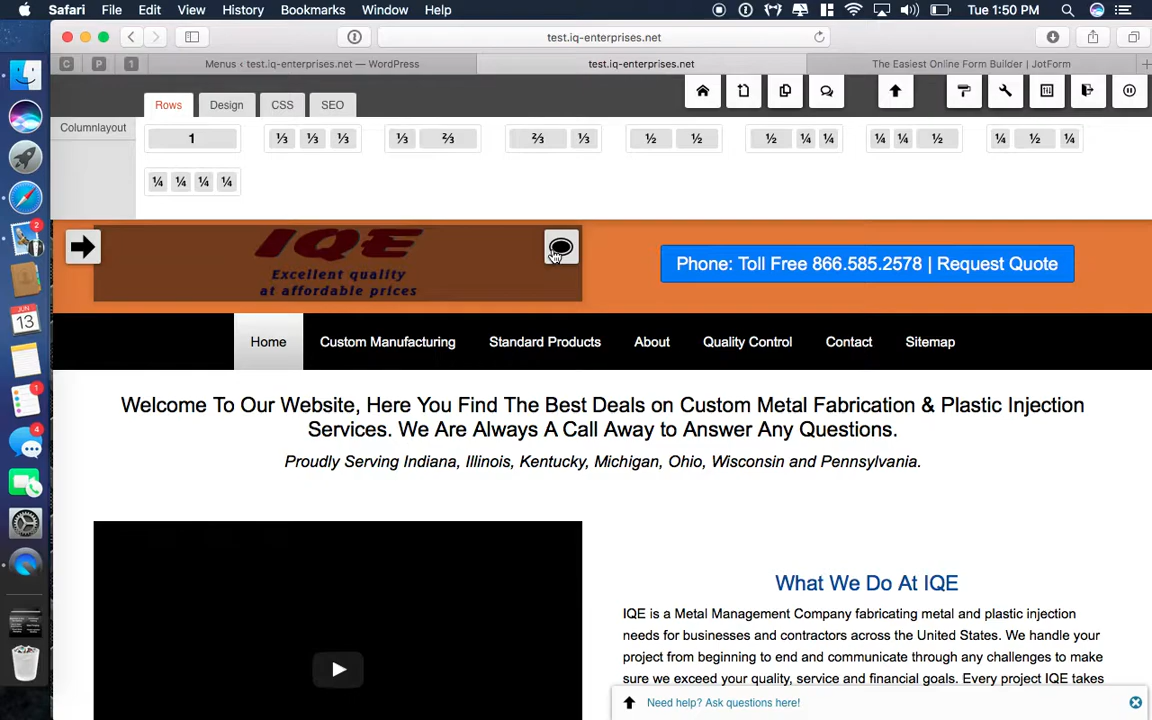 Safari File Edit View History Bookmarks Window Help Tue 1:50 PM
test.iq-enterprises.net
C P 1 Menus ‹ test.iq-enterprises.net — WordPress test.iq-enterprises.net The Easiest Online Form Builder | JotForm
Rows Design CSS SEO
Columnlayout
1 ⅓ ⅓ ⅓ ⅓ ⅔ ⅔ ⅓ ½ ½ ½ ¼ ¼ ¼ ¼ ½ ¼ ½ ¼
¼ ¼ ¼ ¼
IQE
Excellent quality
at affordable prices
Phone: Toll Free 866.585.2578 | Request Quote
Home Custom Manufacturing Standard Products About Quality Control Contact Sitemap
Welcome To Our Website, Here You Find The Best Deals on Custom Metal Fabrication & Plastic Injection
Services. We Are Always A Call Away to Answer Any Questions.
Proudly Serving Indiana, Illinois, Kentucky, Michigan, Ohio, Wisconsin and Pennsylvania.
What We Do At IQE
IQE is a Metal Management Company fabricating metal and plastic injection
needs for businesses and contractors across the United States. We handle your
project from beginning to end and communicate through any challenges to make
sure we exceed your quality, service and financial goals. Every project IQE takes
Need help? Ask questions here!
2
JUN
13
1
4